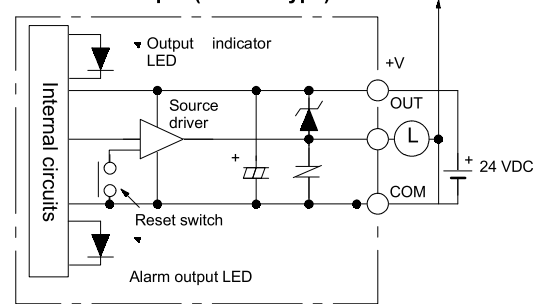 Output indicator
LED
+V
OUT
Source
driver
Internal circuits
L
+
+
24 VDC
COM
Reset switch
Alarm output LED